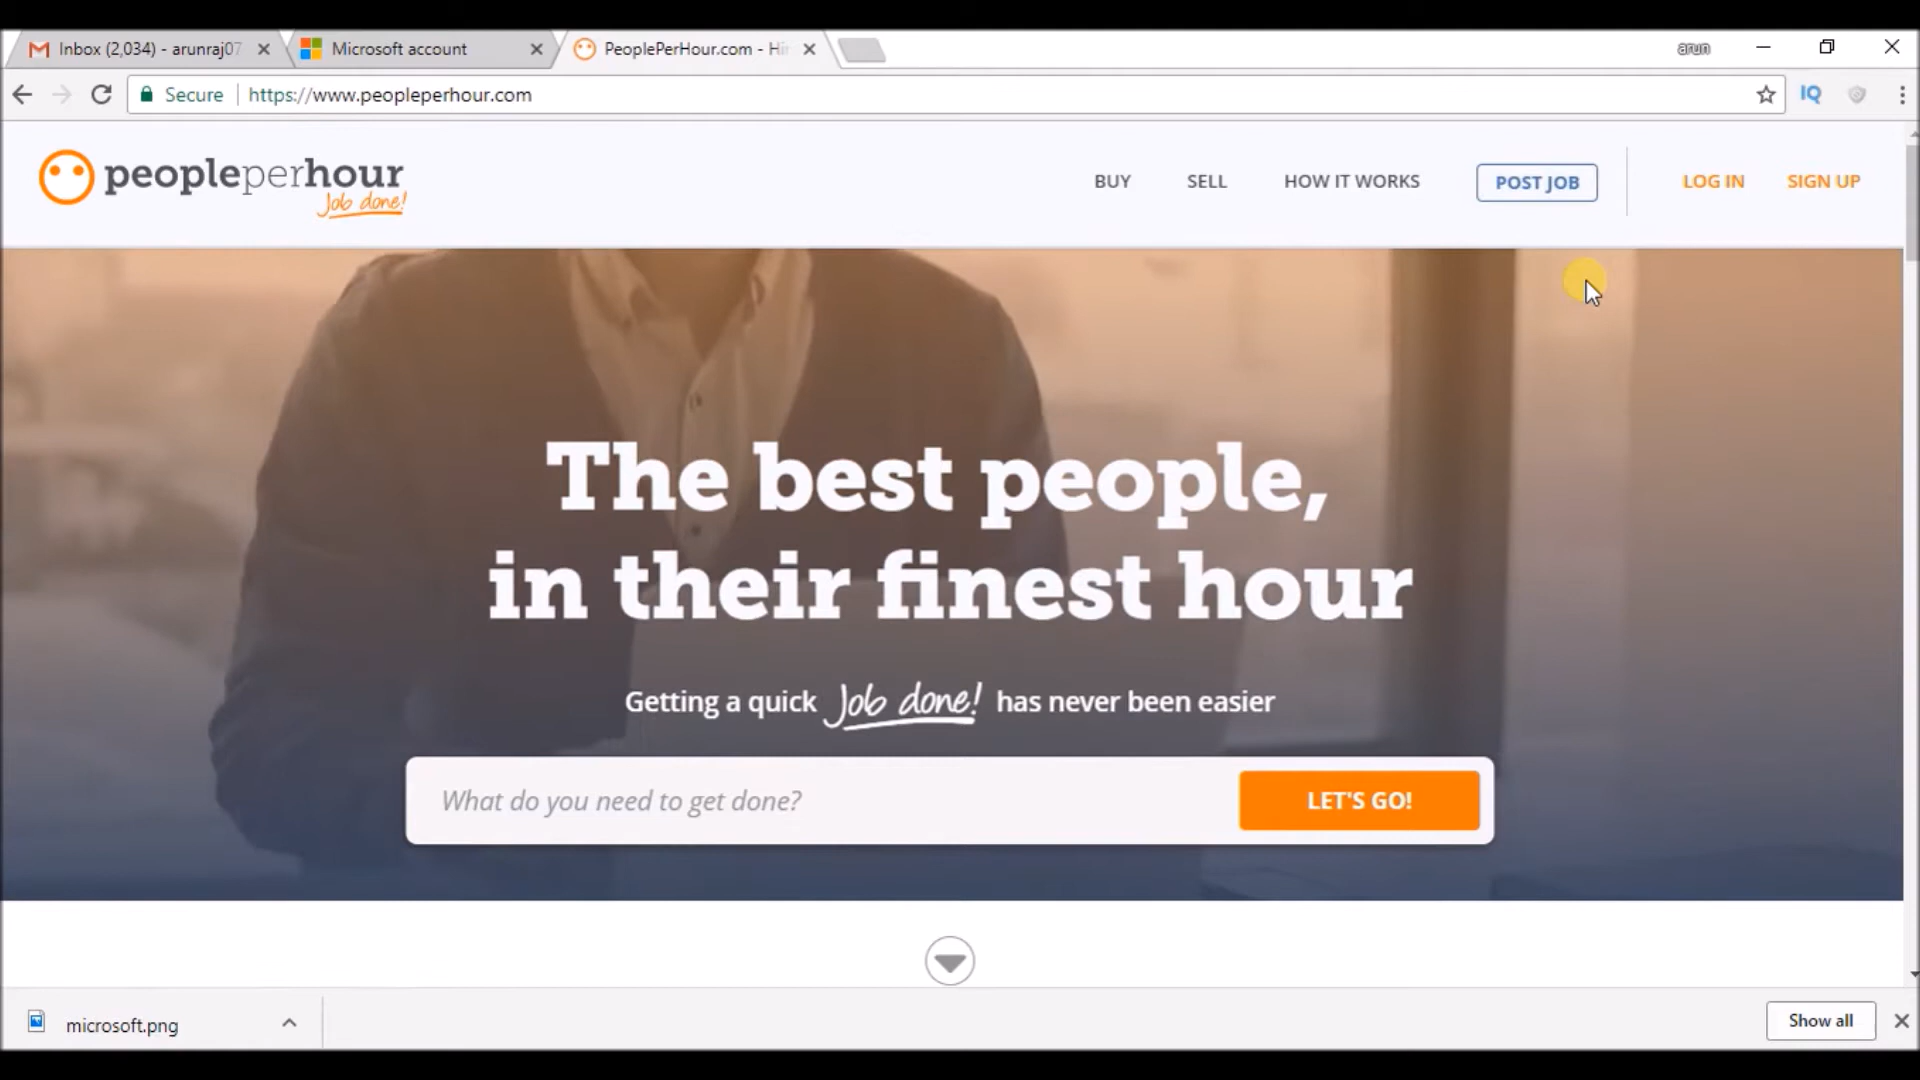 Inbox (2,034) - arunraj07
Microsoft account
PeoplePerHour.com - Hir
arun
Secure
https://www.peopleperhour.com
IQ
peopleperhour
Job done!
BUY
SELL
HOW IT WORKS
POST JOB
LOG IN
SIGN UP
The best people,
in their finest hour
Getting a quick Job done! has never been easier
What do you need to get done?
LET'S GO!
microsoft.png
Show all